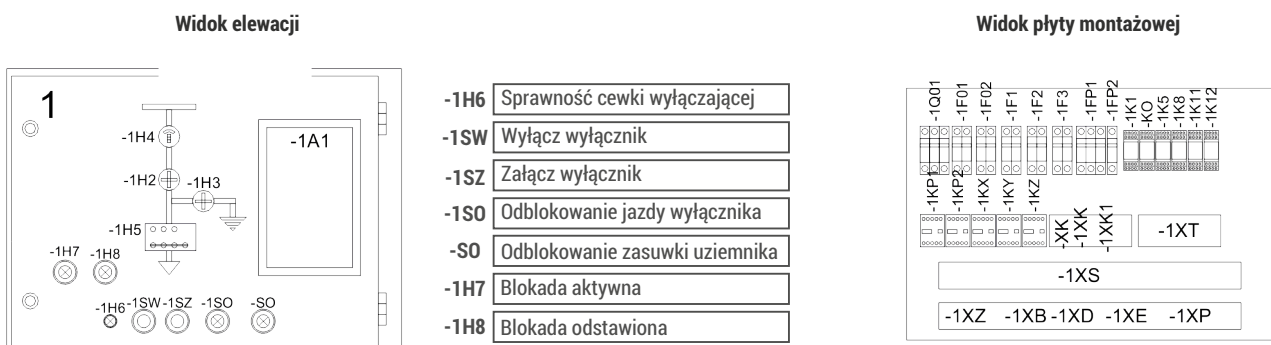 Widok elewacji
1
-1H4
-1A1
-1H2
-1H3
-1H5
-1H7
-1H8
-1H6
-1SW
-1SZ
-1SO
-SO
-1H6 Sprawność cewki wyłączającej
-1SW Wyłącz wyłącznik
-1SZ Załącz wyłącznik
-1SO Odblokowanie jazdy wyłącznika
-SO Odblokowanie zasuwki uziemnika
-1H7 Blokada aktywna
-1H8 Blokada odstawiona
Widok płyty montażowej
-1Q01
-1F01
-1F02
-1F1
-1F2
-1F3
-1FP1
-1FP2
-1K1
-KO
-1K5
-1K8
-1K11
-1K12
-1KP1
-1KP2
-1KX
-1KY
-1KZ
-XK
-1XK
-1XK1
-1XT
-1XS
-1XZ -1XB -1XD -1XE -1XP